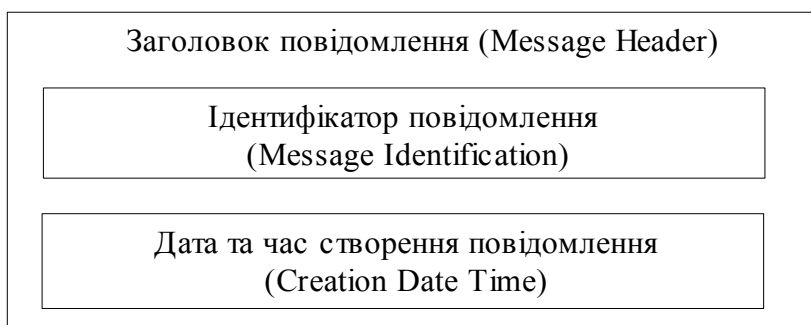 Заголовок повідомлення (Message Header)
Ідентифікатор повідомлення
(Message Identification)
Дата та час створення повідомлення
(Creation Date Time)